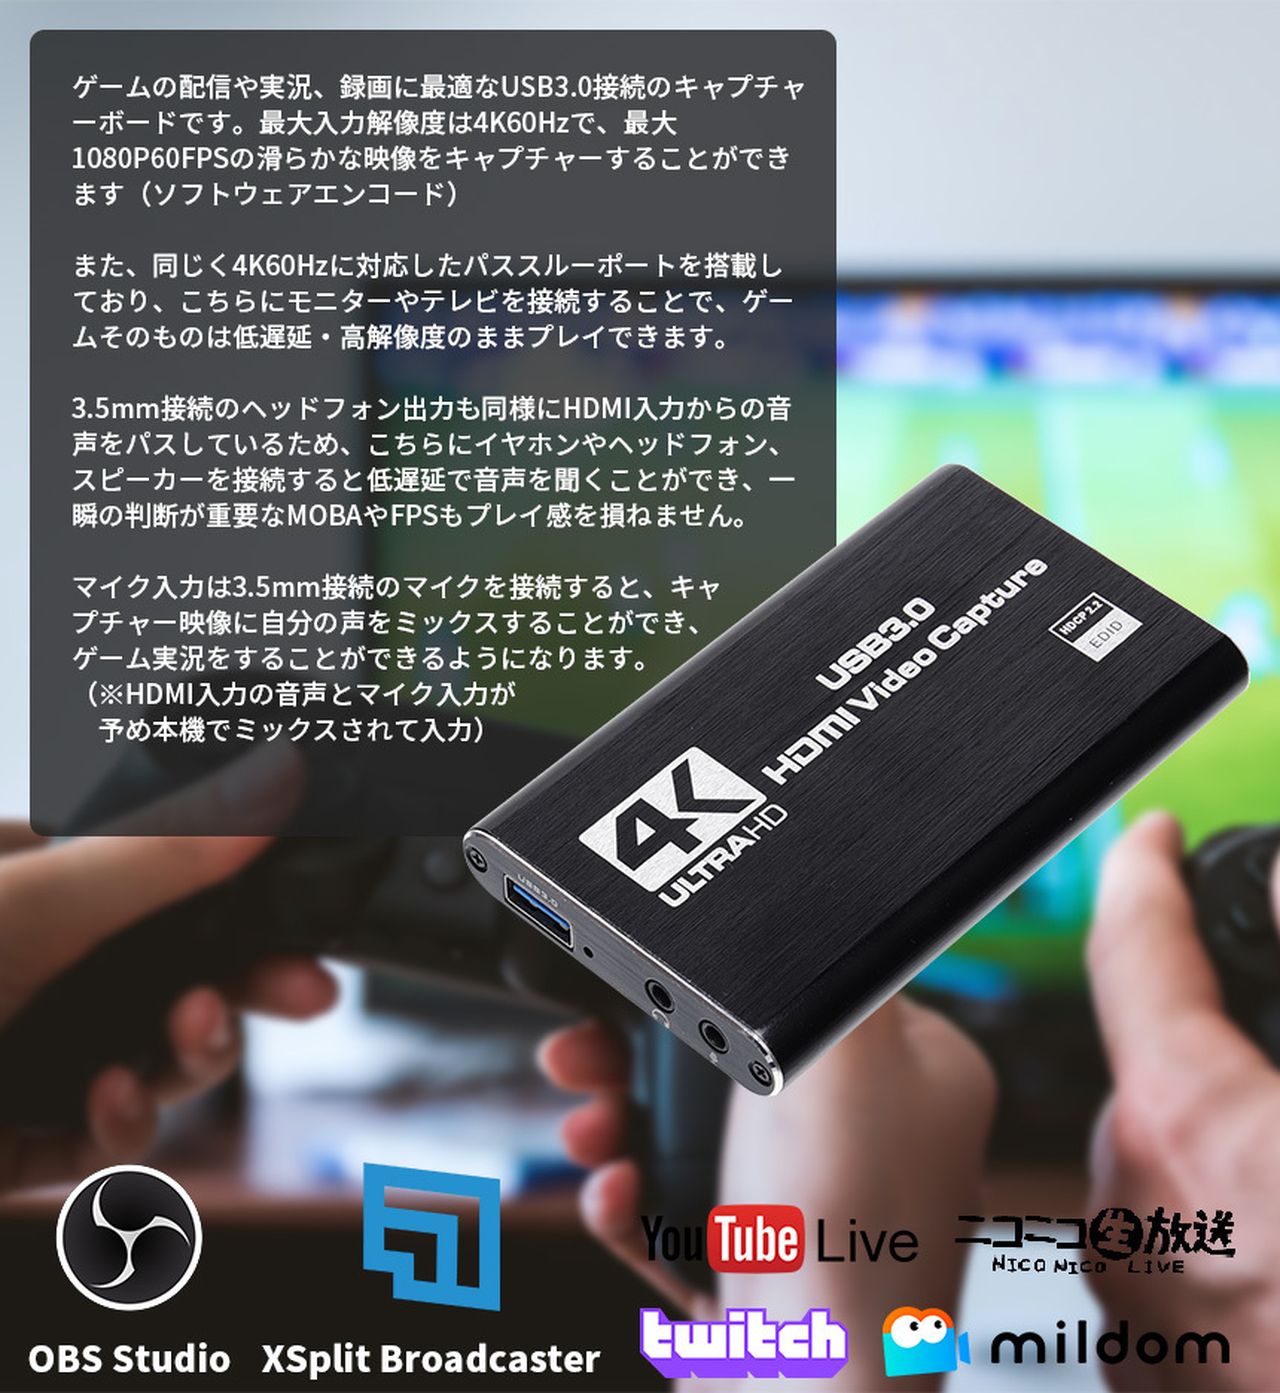 ゲームの配信や実況、録画に最適なUSB3.0接続のキャプチャ
ーボードです。最大入力解像度は4K60Hzで、最大
1080P60FPSの滑らかな映像をキャプチャーすることができ
ます（ソフトウェアエンコード）
また、同じく4K60Hzに対応したパススルーポートを搭載し
ており、こちらにモニターやテレビを接続することで、ゲー
ムそのものは低遅延・高解像度のままプレイできます。
3.5mm接続のヘッドフォン出力も同様にHDMI入力からの音
声をパスしているため、こちらにイヤホンやヘッドフォン、
スピーカーを接続すると低遅延で音声を聞くことができ、一
瞬の判断が重要なMOBAやFPSもプレイ感を損ねません。
マイク入力は3.5mm接続のマイクを接続すると、キャ
プチャー映像に自分の声をミックスすることができ、
ゲーム実況をすることができるようになります。
（※HDMI入力の音声とマイク入力が
予め本機でミックスされて入力）
USB3.0
HDMI Video Capture
HDCP 2.2
EDID
4K
ULTRA HD
USB3.0
OBS Studio
XSplit Broadcaster
YouTube Live
ニコニコ生放送
NICO NICO LIVE
twitch
mildom